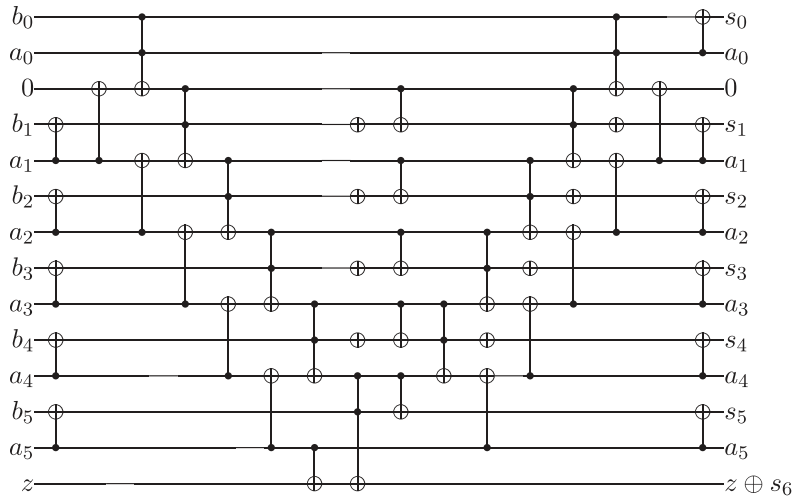 b₀ s₀
a₀ a₀
0 0
b₁ s₁
a₁ a₁
b₂ s₂
a₂ a₂
b₃ s₃
a₃ a₃
b₄ s₄
a₄ a₄
b₅ s₅
a₅ a₅
z z ⊕ s₆